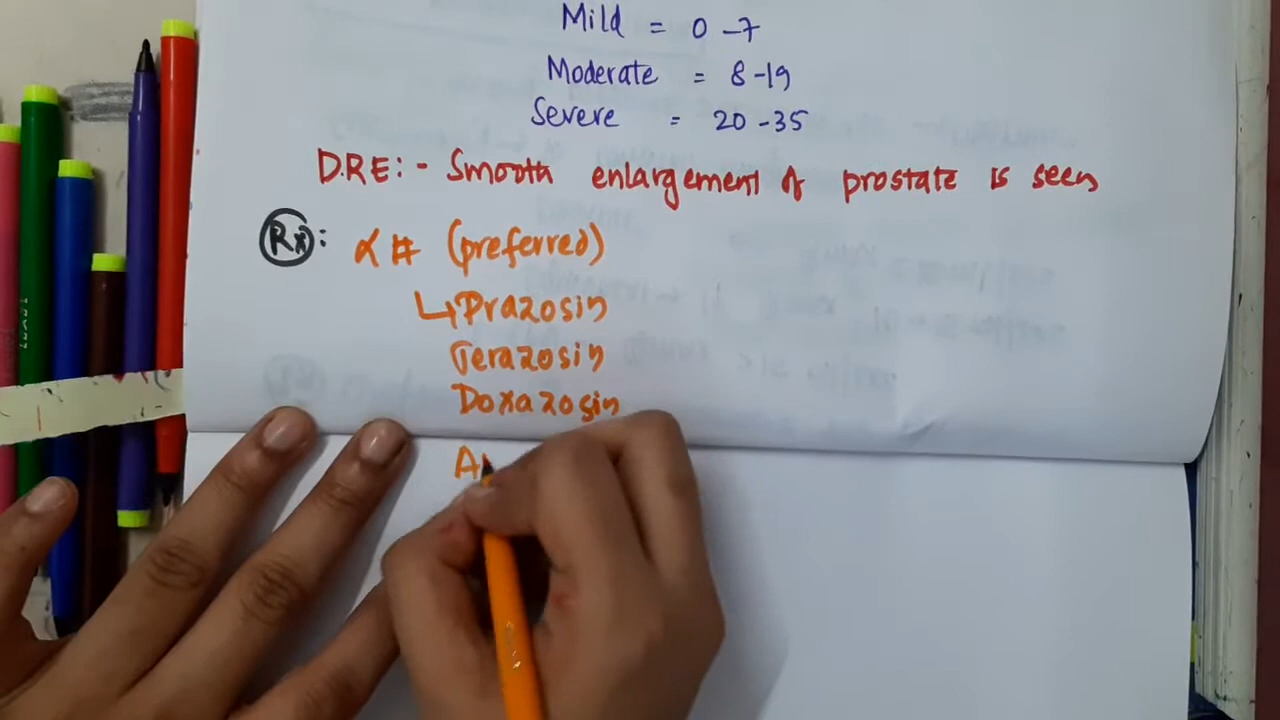 Mild = 0 - 7
Moderate = 8 - 19
Severe = 20 - 35
D.R.E :- Smooth enlargement of prostate is seen
Rx : α # (preferred)
↳ Prazosin
Terazosin
Doxazosin